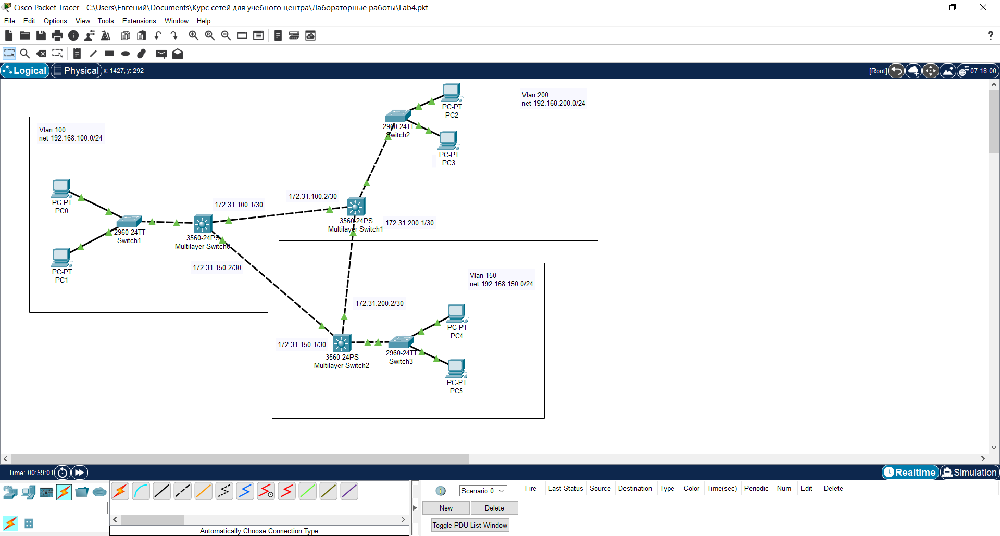 Cisco Packet Tracer - C:\Users\Евгений\Documents\Курс сетей для учебного центра\Лабораторные работы\Lab4.pkt
File Edit Options View Tools Extensions Window Help
?
Logical Physical x: 1427, y: 292 [Root] 07:18:00
Vlan 200
net 192.168.200.0/24
PC-PT
PC2
2960-24TT
Switch2
PC-PT
PC3
Vlan 100
net 192.168.100.0/24
PC-PT
PC0
2960-24TT
Switch1
PC-PT
PC1
172.31.100.1/30
3560-24PS
Multilayer Switch0
172.31.150.2/30
172.31.100.2/30
3560-24PS
Multilayer Switch1
172.31.200.1/30
Vlan 150
net 192.168.150.0/24
172.31.200.2/30
172.31.150.1/30
3560-24PS
Multilayer Switch2
2960-24TT
Switch3
PC-PT
PC4
PC-PT
PC5
Time: 00:59:01 Realtime Simulation
Scenario 0
New Delete
Toggle PDU List Window
Fire Last Status Source Destination Type Color Time(sec) Periodic Num Edit Delete
Automatically Choose Connection Type